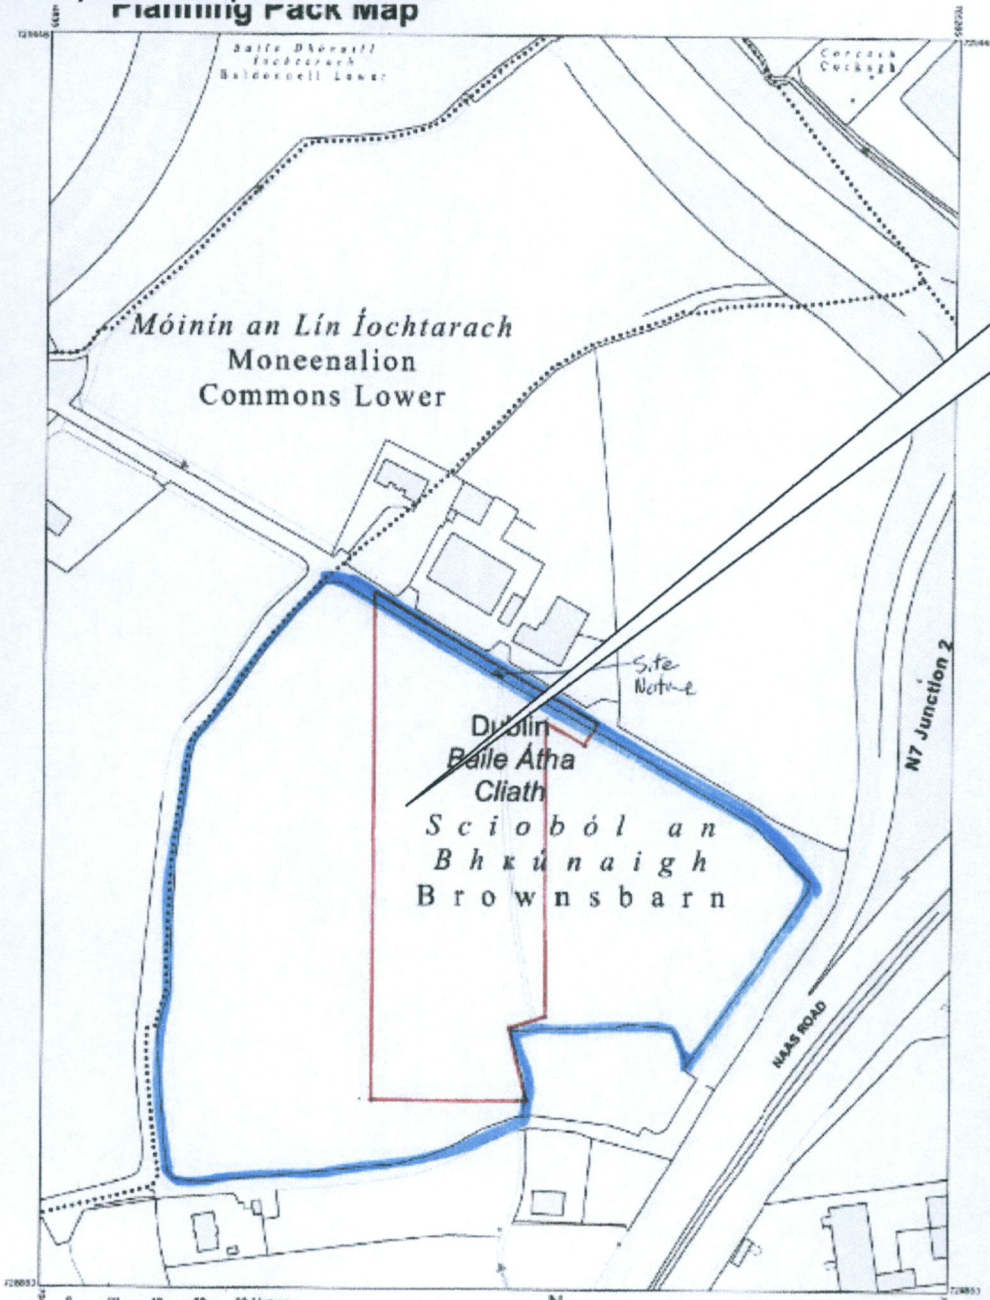 Planning Pack Map
Baile Dhónaill
Íochtarach
Baldonnell Lower
Corcach
Corkagh
Móinín an Lín Íochtarach
Moneenalion
Commons Lower
Site
Notice
Dublin
Baile Átha
Cliath
Scioból an
Bhrúnaigh
Brownsbarn
N7 Junction 2
NAAS ROAD